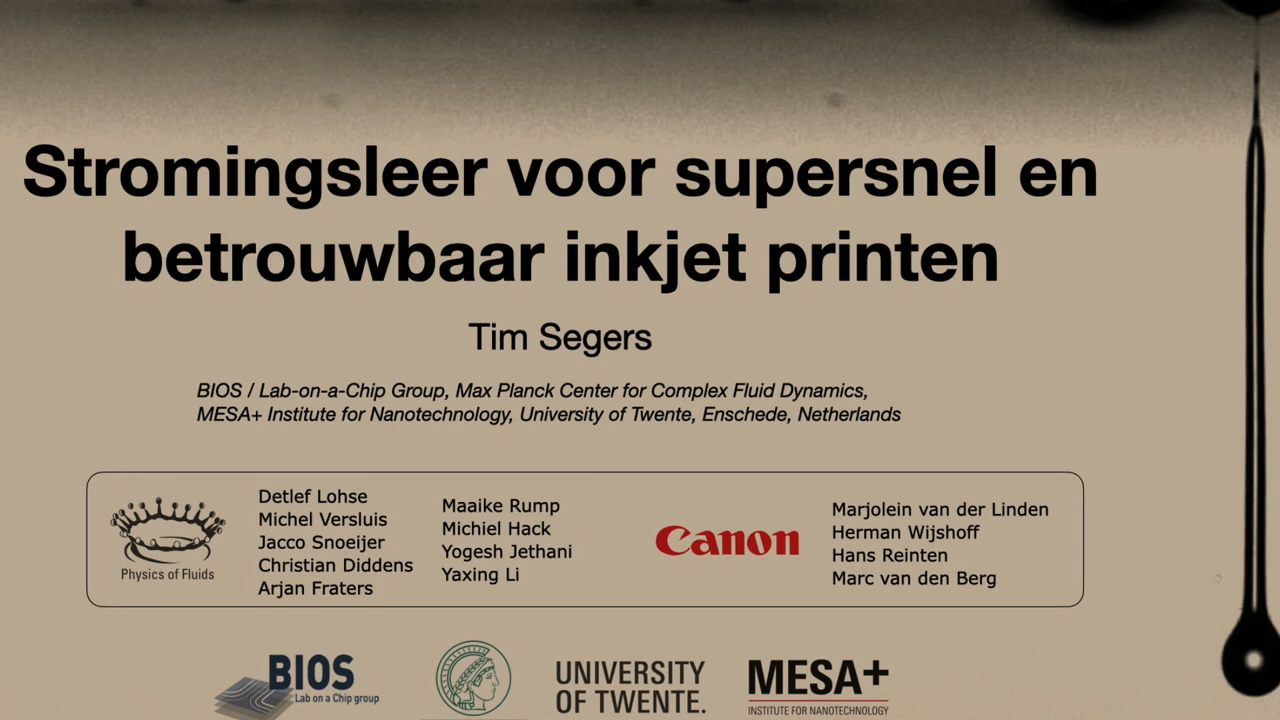 Stromingsleer voor supersnel en
betrouwbaar inkjet printen
Tim Segers
BIOS / Lab-on-a-Chip Group, Max Planck Center for Complex Fluid Dynamics,
MESA+ Institute for Nanotechnology, University of Twente, Enschede, Netherlands
Physics of Fluids
Detlef Lohse
Michel Versluis
Jacco Snoeijer
Christian Diddens
Arjan Fraters
Maaike Rump
Michiel Hack
Yogesh Jethani
Yaxing Li
Canon
Marjolein van der Linden
Herman Wijshoff
Hans Reinten
Marc van den Berg
BIOS
Lab on a Chip group
UNIVERSITY
OF TWENTE.
MESA+
INSTITUTE FOR NANOTECHNOLOGY